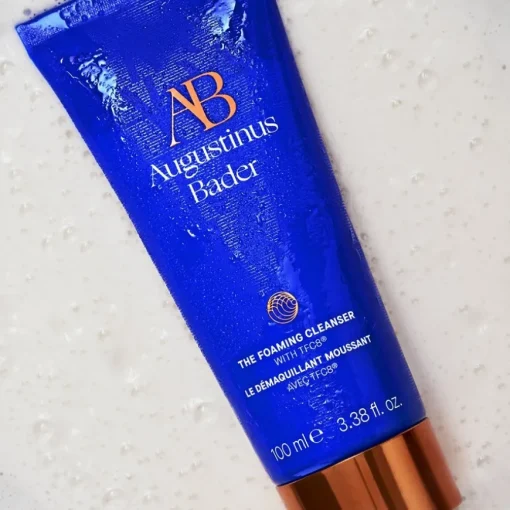 AB
Augustinus
Bader
THE FOAMING CLEANSER
WITH TFC8®
LE DÉMAQUILLANT MOUSSANT
AVEC TFC8®
100 ml ℮ 3.38 fl. oz.